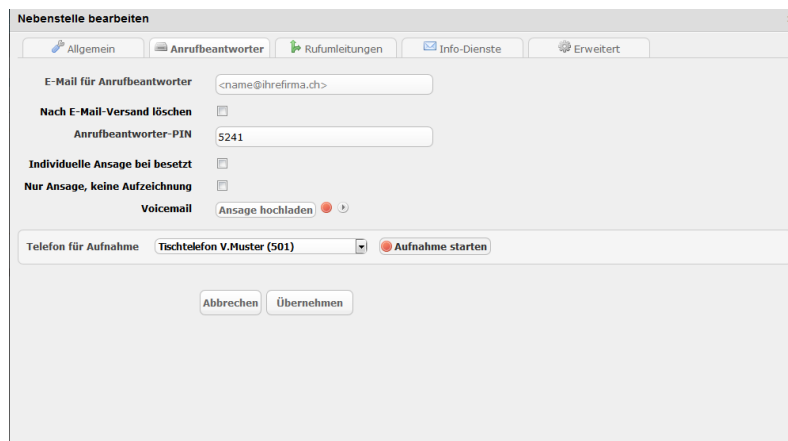 Nebenstelle bearbeiten
Allgemein Anrufbeantworter Rufumleitungen Info-Dienste Erweitert
E-Mail für Anrufbeantworter <name@ihrefirma.ch>
Nach E-Mail-Versand löschen
Anrufbeantworter-PIN 5241
Individuelle Ansage bei besetzt
Nur Ansage, keine Aufzeichnung
Voicemail Ansage hochladen
Telefon für Aufnahme Tischtelefon V.Muster (501) Aufnahme starten
Abbrechen Übernehmen